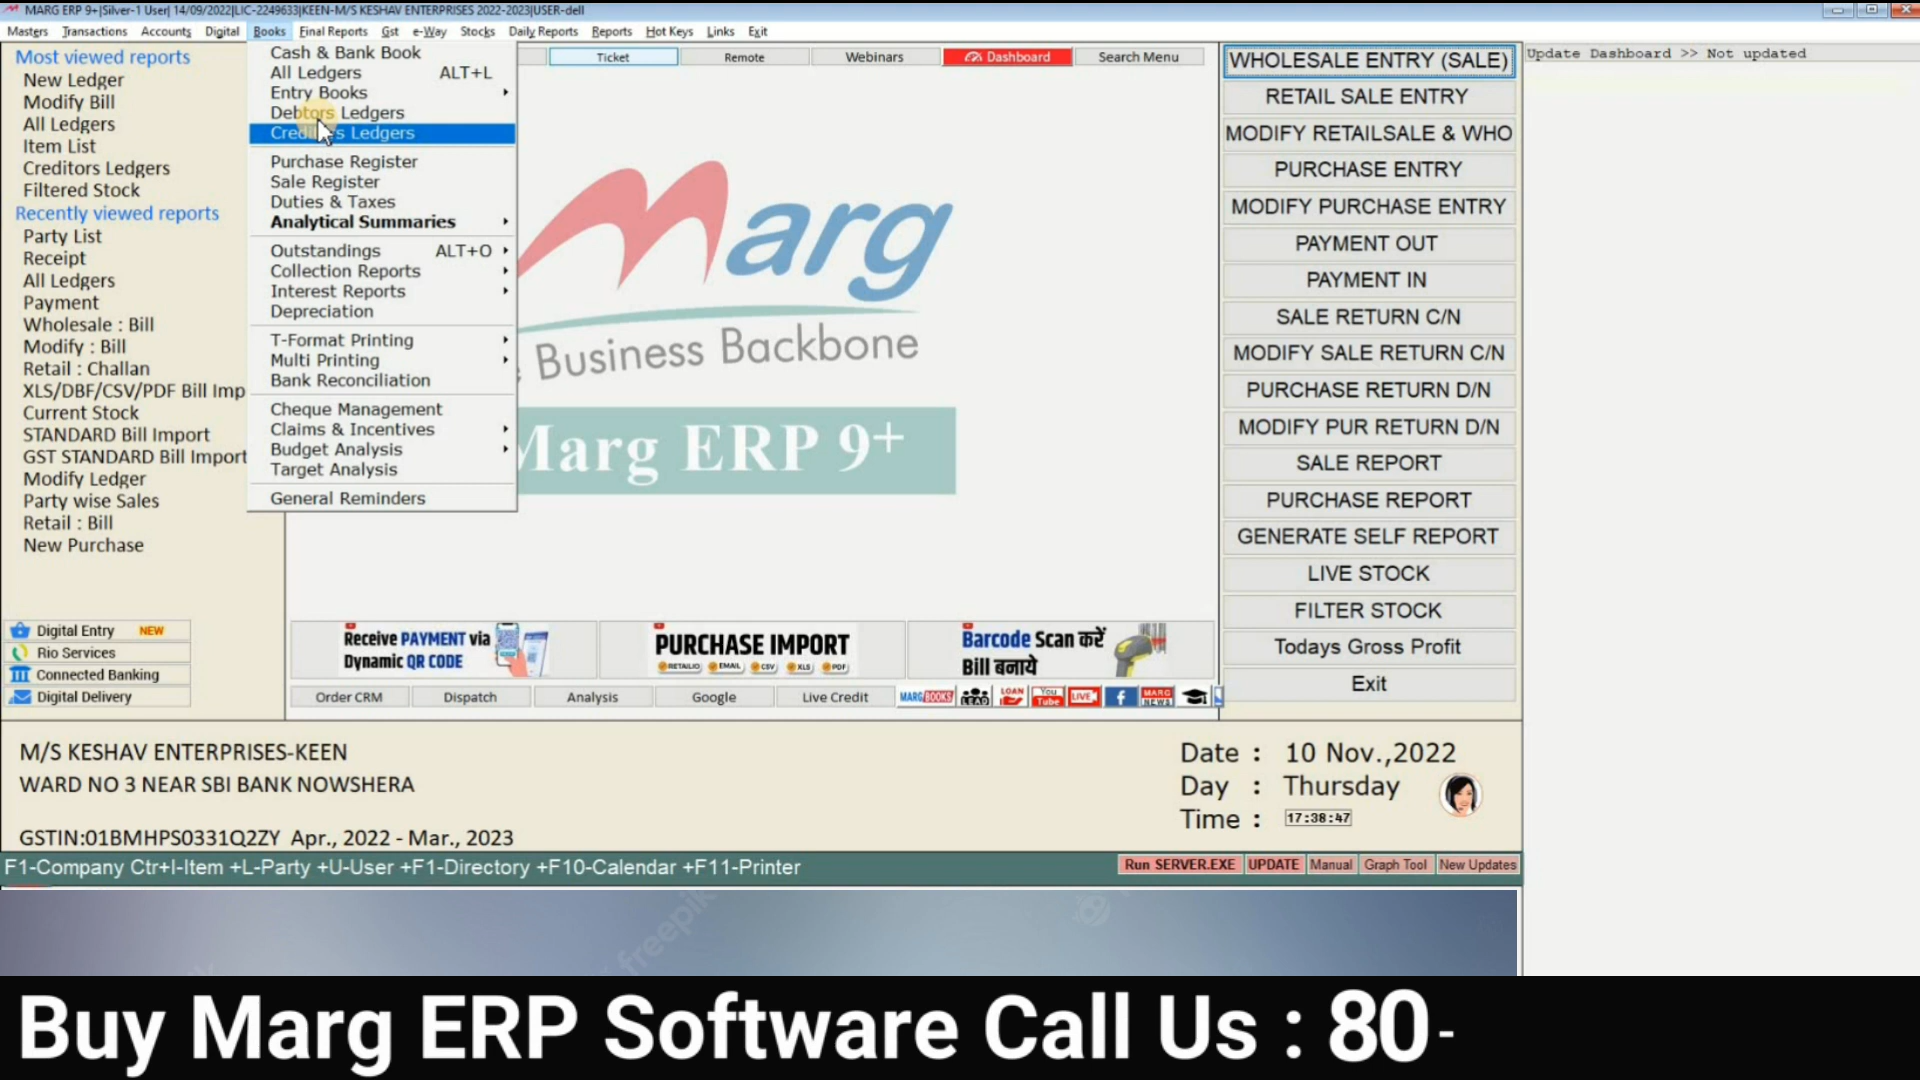 MARG ERP 9+|Silver-1 User| 14/09/2022|LIC-2249633|KEEN-M/S KESHAV ENTERPRISES 2022-2023|USER-dell
Masters Transactions Accounts Digital Books Final Reports Gst e-Way Stocks Daily Reports Reports Hot Keys Links Exit
Most viewed reports
New Ledger
Modify Bill
All Ledgers
Item List
Creditors Ledgers
Filtered Stock
Recently viewed reports
Party List
Receipt
All Ledgers
Payment
Wholesale : Bill
Modify : Bill
Retail : Challan
XLS/DBF/CSV/PDF Bill Imp
Current Stock
STANDARD Bill Import
GST STANDARD Bill Import
Modify Ledger
Party wise Sales
Retail : Bill
New Purchase
Digital Entry NEW
Rio Services
Connected Banking
Digital Delivery
Cash & Bank Book
All Ledgers ALT+L
Entry Books
Debtors Ledgers
Creditors Ledgers
Purchase Register
Sale Register
Duties & Taxes
Analytical Summaries
Outstandings ALT+O
Collection Reports
Interest Reports
Depreciation
T-Format Printing
Multi Printing
Bank Reconciliation
Cheque Management
Claims & Incentives
Budget Analysis
Target Analysis
General Reminders
Ticket Remote Webinars Dashboard Search Menu
marg
Business Backbone
Marg ERP 9+
Receive PAYMENT via
Dynamic QR CODE
PURCHASE IMPORT
RETAILIO EMAIL CSV XLS PDF
Barcode Scan करें
Bill बनाये
Order CRM Dispatch Analysis Google Live Credit MARGBOOKS LEAD LOAN You Tube LIVE f MARG NEWS
WHOLESALE ENTRY (SALE)
RETAIL SALE ENTRY
MODIFY RETAILSALE & WHO
PURCHASE ENTRY
MODIFY PURCHASE ENTRY
PAYMENT OUT
PAYMENT IN
SALE RETURN C/N
MODIFY SALE RETURN C/N
PURCHASE RETURN D/N
MODIFY PUR RETURN D/N
SALE REPORT
PURCHASE REPORT
GENERATE SELF REPORT
LIVE STOCK
FILTER STOCK
Todays Gross Profit
Exit
Update Dashboard >> Not updated
M/S KESHAV ENTERPRISES-KEEN
WARD NO 3 NEAR SBI BANK NOWSHERA
GSTIN:01BMHPS0331Q2ZY Apr., 2022 - Mar., 2023
Date : 10 Nov.,2022
Day : Thursday
Time : 17:38:47
F1-Company Ctr+I-Item +L-Party +U-User +F1-Directory +F10-Calendar +F11-Printer
Run SERVER.EXE UPDATE Manual Graph Tool New Updates
freepik
Buy Marg ERP Software Call Us : 80-